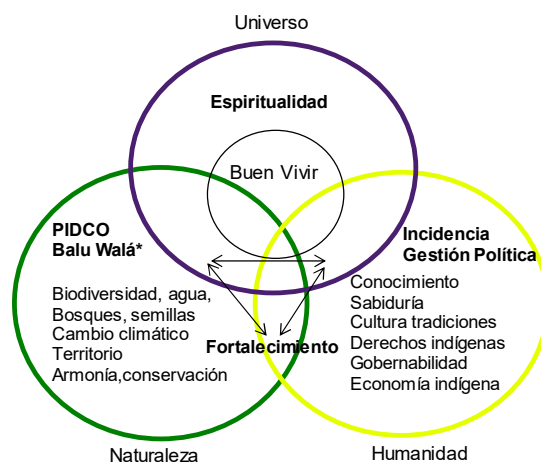 Universo
Espiritualidad
Buen Vivir
PIDCO
Balu Walá*
Biodiversidad, agua,
Bosques, semillas
Cambio climático
Territorio
Armonía,conservación
Fortalecimiento
Incidencia
Gestión Política
Conocimiento
Sabiduría
Cultura tradiciones
Derechos indígenas
Gobernabilidad
Economía indígena
Naturaleza
Humanidad